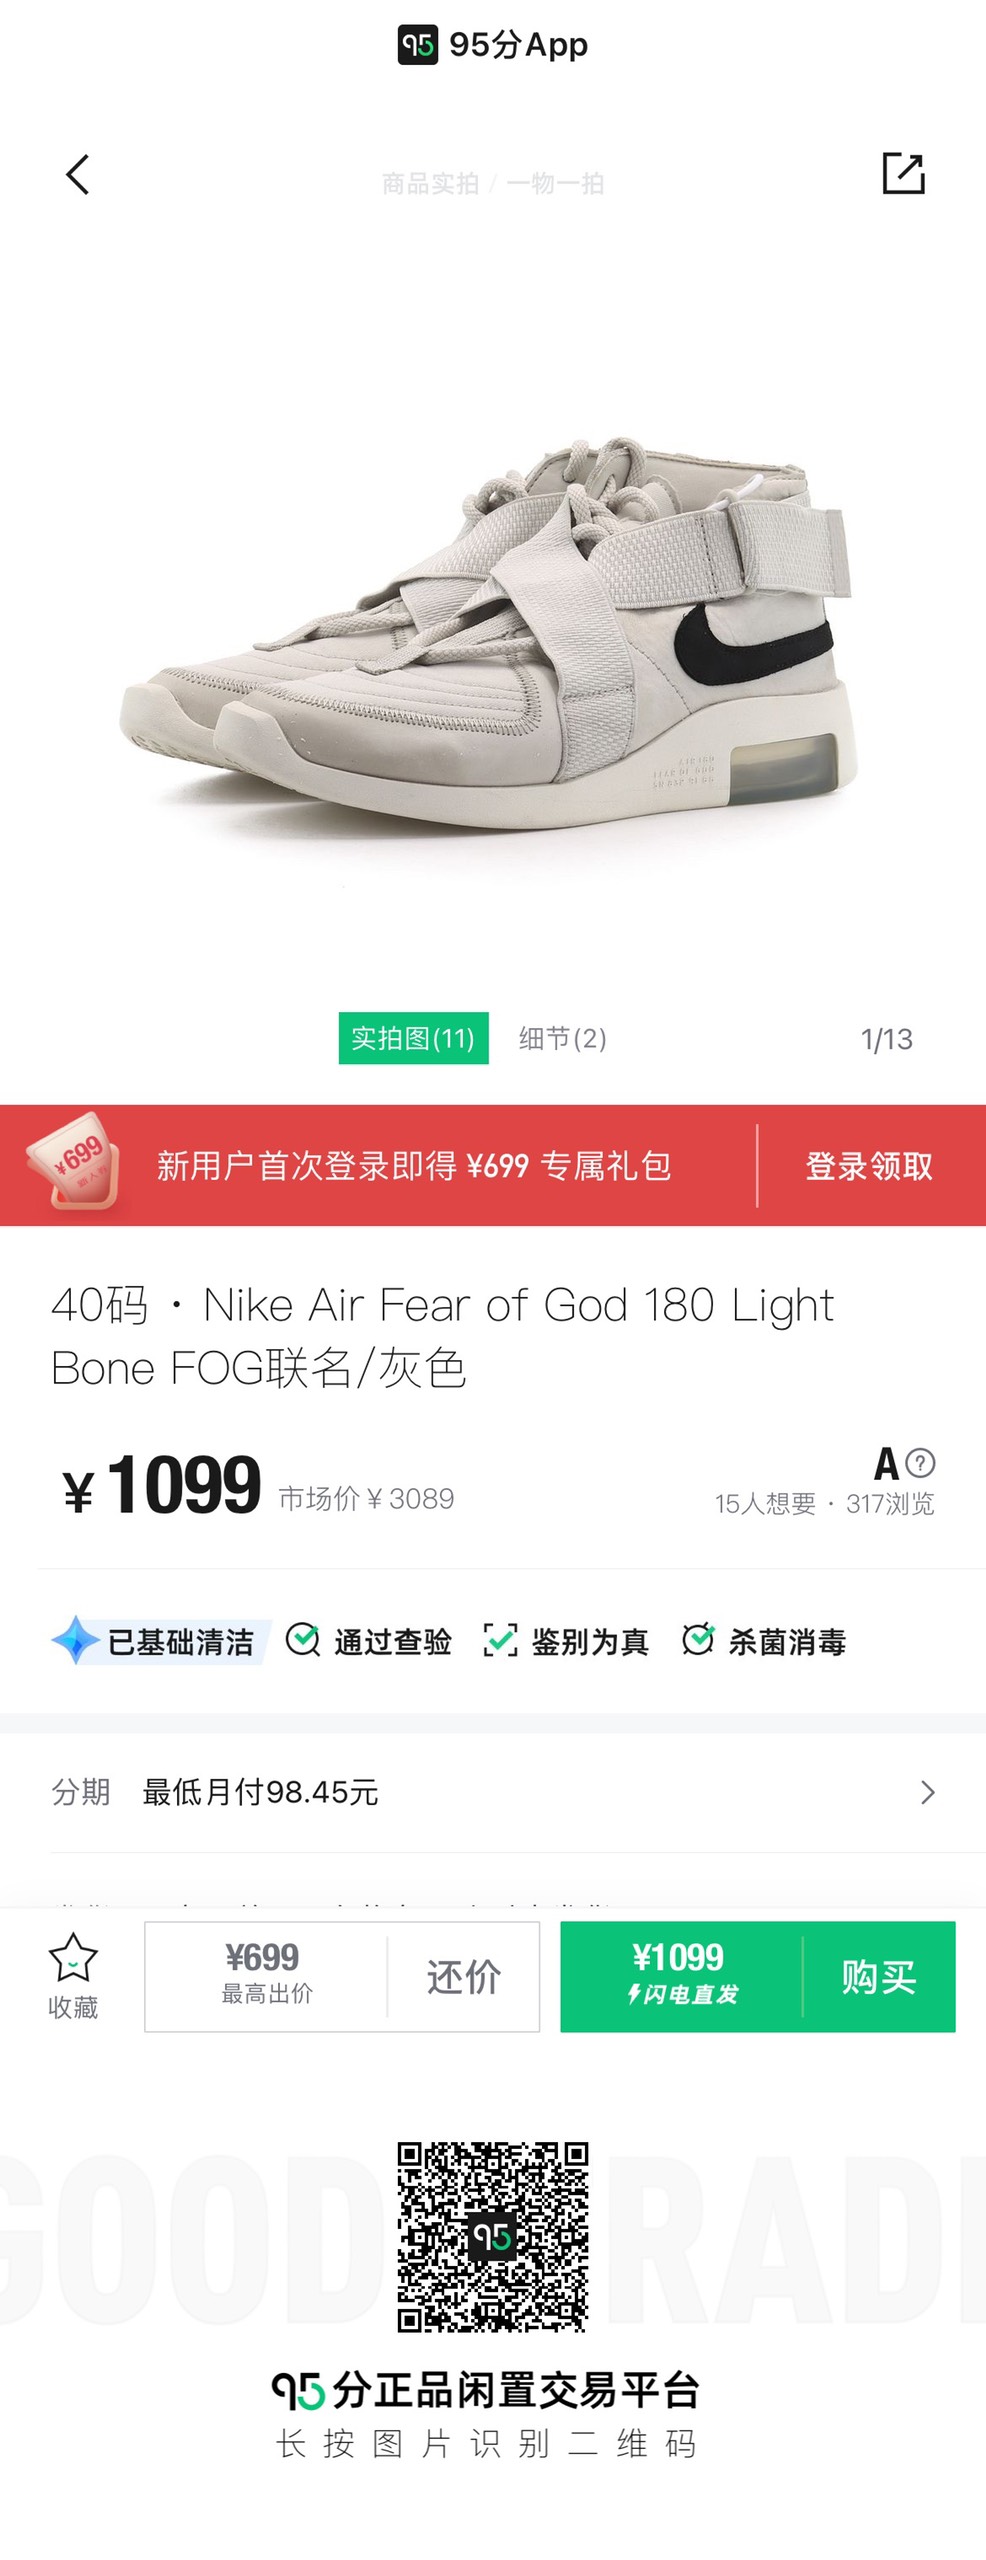 95 95分App
商品实拍 / 一物一拍
实拍图(11) 细节(2) 1/13
¥699
新用户首次登录即得 ¥699 专属礼包 登录领取
40码 · Nike Air Fear of God 180 Light
Bone FOG联名/灰色
¥1099 市场价¥3089
A ?
15人想要 · 317浏览
已基础清洁 通过查验 鉴别为真 杀菌消毒
分期 最低月付98.45元
收藏
¥699
最高出价
还价
¥1099
闪电直发
购买
GOOD RAD
95
95分正品闲置交易平台
长按图片识别二维码